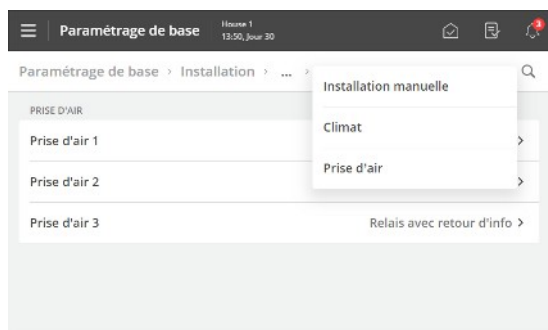 Paramétrage de base
House 1
13:50, Jour 30
3
Paramétrage de base > Installation > ... >
Installation manuelle
Climat
Prise d'air
PRISE D'AIR
Prise d'air 1 >
Prise d'air 2 >
Prise d'air 3 Relais avec retour d'info >